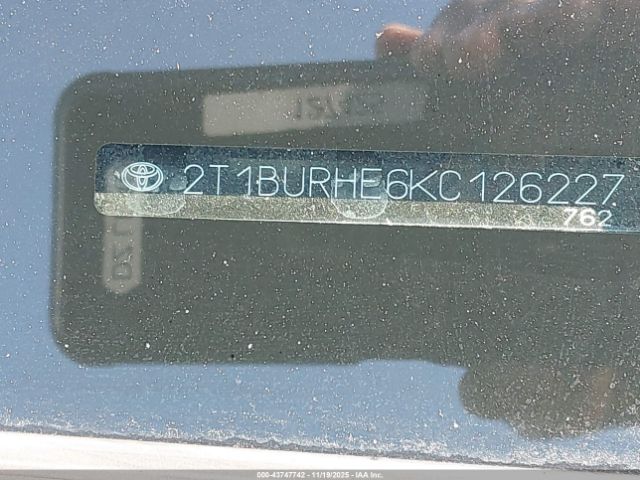 2T1BURHE6KC126227
762
000-43747742 - 11/19/2025 - IAA Inc.